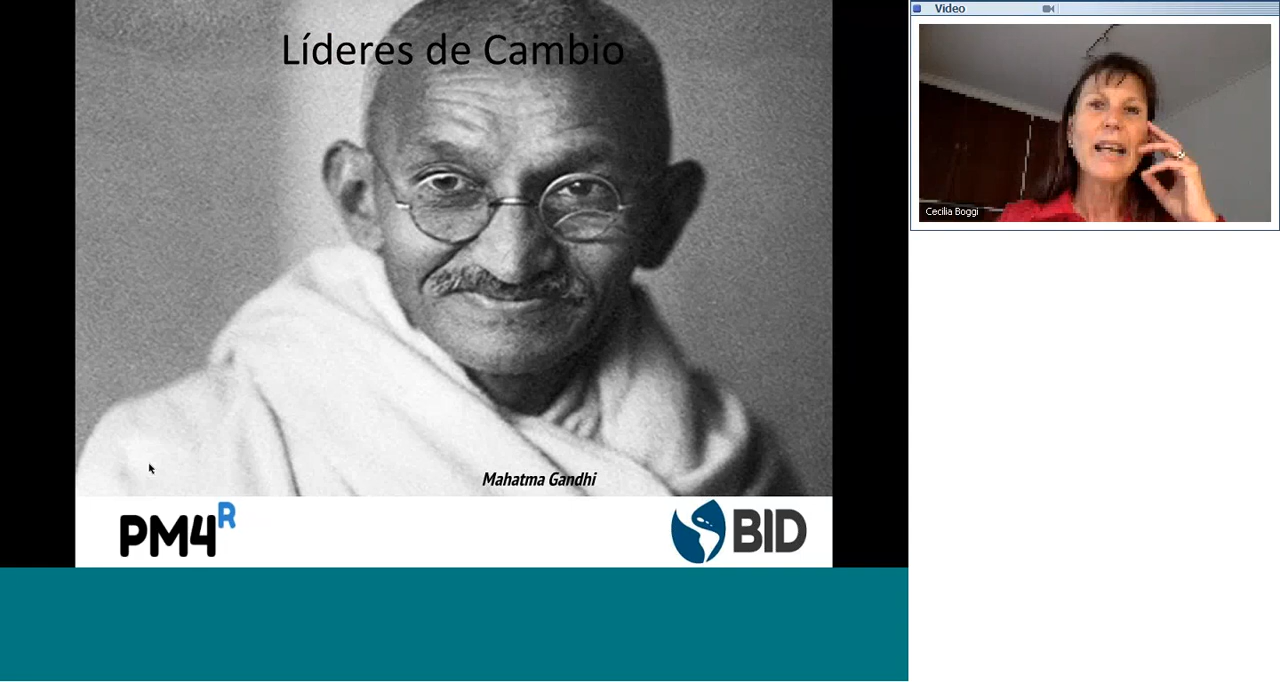 Líderes de Cambio
Mahatma Gandhi
PM4R
BID
Video
Cecilia Boggi